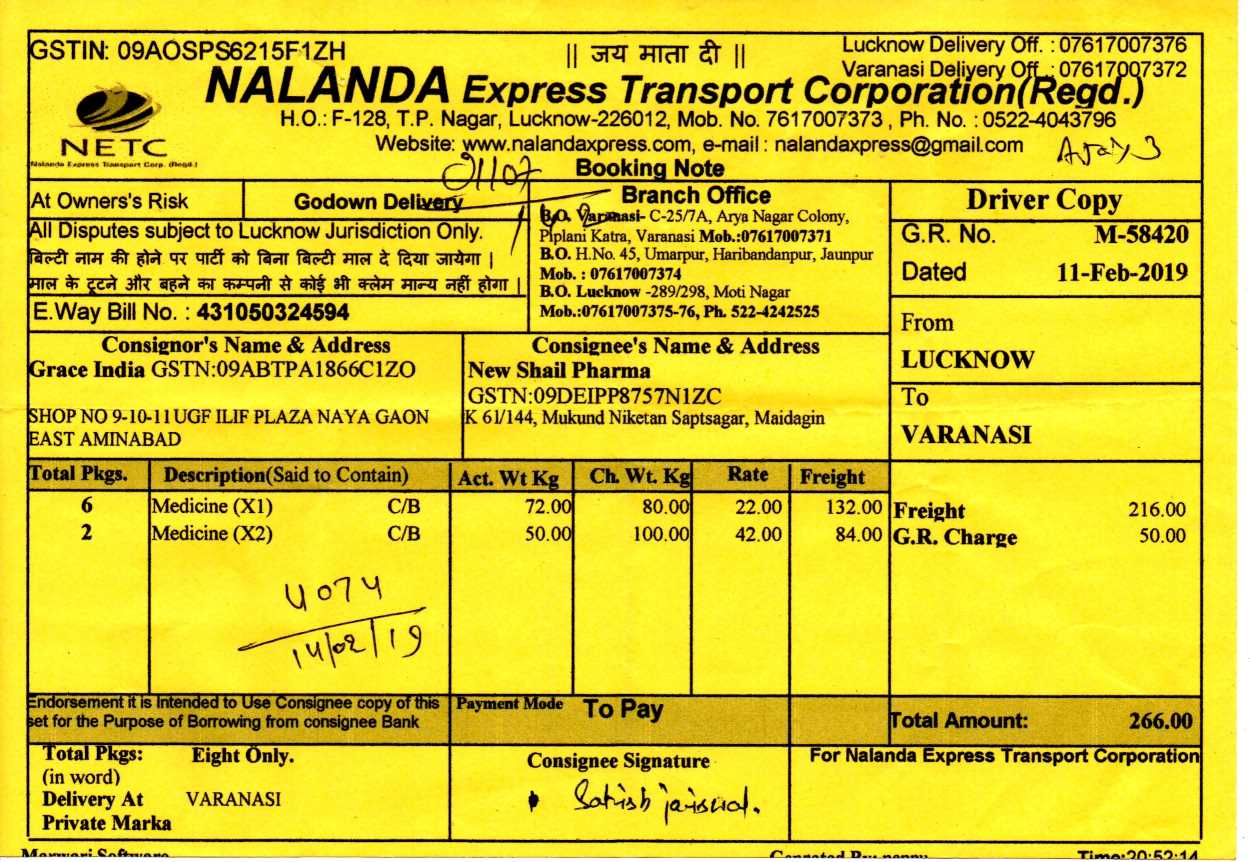 GSTIN: 09AOSPS6215F1ZH
|| जय माता दी ||
Lucknow Delivery Off. : 07617007376
Varanasi Delivery Off. : 07617007372
NALANDA Express Transport Corporation(Regd.)
NETC
Nalanda Express Transport Corp. (Regd.)
H.O.: F-128, T.P. Nagar, Lucknow-226012, Mob. No. 7617007373 , Ph. No. : 0522-4043796
Website: www.nalandaxpress.com, e-mail : nalandaxpress@gmail.com
Booking Note
At Owners's Risk
Godown Delivery
All Disputes subject to Lucknow Jurisdiction Only.
बिल्टी नाम की होने पर पार्टी को बिना बिल्टी माल दे दिया जायेगा |
माल के टूटने और बहने का कम्पनी से कोई भी क्लेम मान्य नहीं होगा |
E.Way Bill No. : 431050324594
Branch Office
B.O. Varanasi- C-25/7A, Arya Nagar Colony,
Piplani Katra, Varanasi Mob.:07617007371
B.O. H.No. 45, Umarpur, Haribandanpur, Jaunpur
Mob. : 07617007374
B.O. Lucknow -289/298, Moti Nagar
Mob.:07617007375-76, Ph. 522-4242525
Driver Copy
G.R. No. M-58420
Dated 11-Feb-2019
From
LUCKNOW
To
VARANASI
Consignor's Name & Address
Grace India GSTN:09ABTPA1866C1ZO
SHOP NO 9-10-11UGF ILIF PLAZA NAYA GAON
EAST AMINABAD
Consignee's Name & Address
New Shail Pharma
GSTN:09DEIPP8757N1ZC
K 61/144, Mukund Niketan Saptsagar, Maidagin
Total Pkgs. Description(Said to Contain) Act. Wt Kg Ch. Wt. Kg Rate Freight
6 Medicine (X1) C/B 72.00 80.00 22.00 132.00
2 Medicine (X2) C/B 50.00 100.00 42.00 84.00
Freight 216.00
G.R. Charge 50.00
4074
14/02/19
Endorsement it is Intended to Use Consignee copy of this
set for the Purpose of Borrowing from consignee Bank
Payment Mode To Pay
Total Amount: 266.00
Total Pkgs: Eight Only.
(in word)
Delivery At VARANASI
Private Marka
Consignee Signature
Satish jaiswal.
For Nalanda Express Transport Corporation
Marwari Software
Time:20:52:14